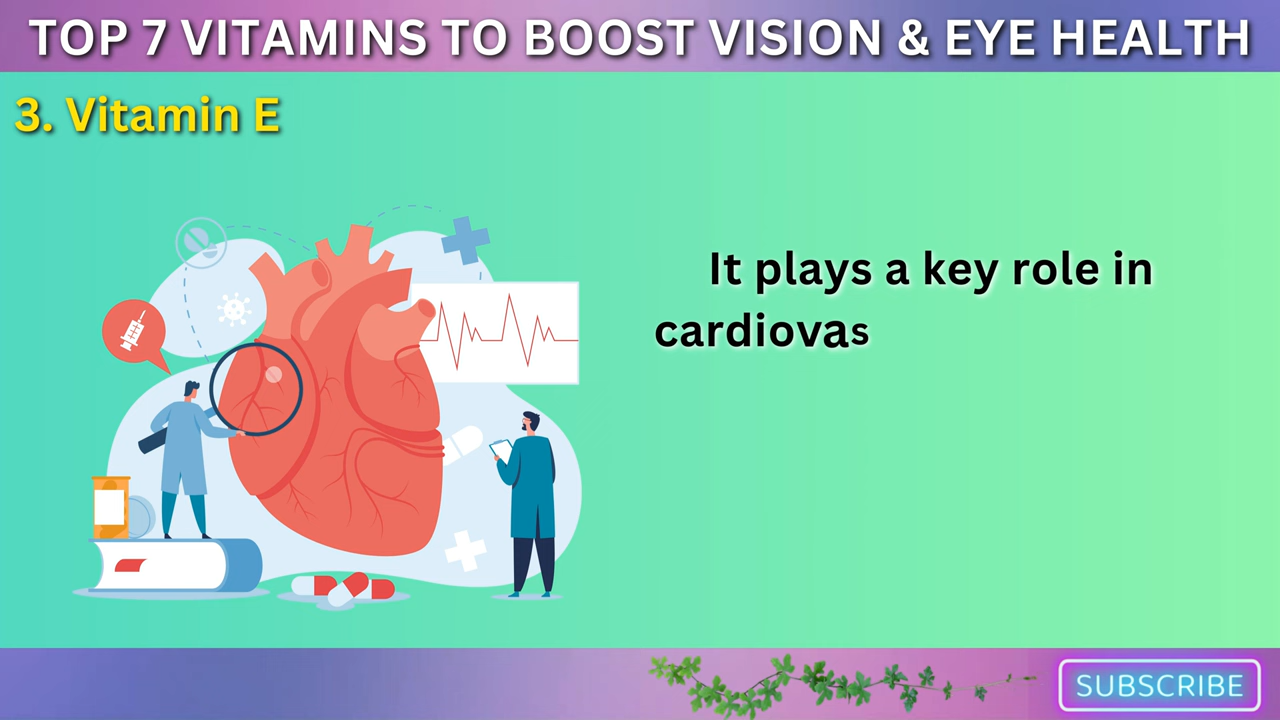 TOP 7 VITAMINS TO BOOST VISION & EYE HEALTH
3. Vitamin E
It plays a key role in
cardiovas
SUBSCRIBE